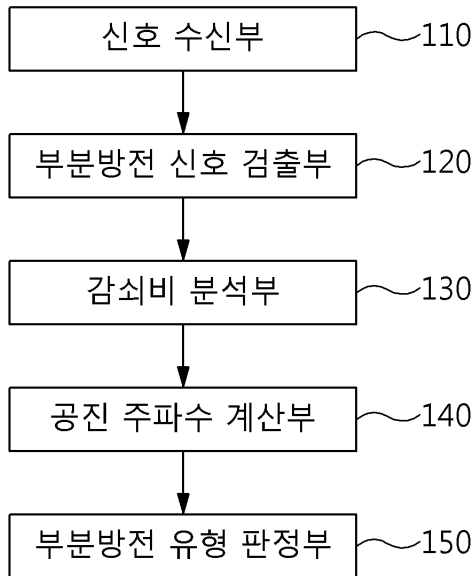 신호 수신부 110
부분방전 신호 검출부 120
감쇠비 분석부 130
공진 주파수 계산부 140
부분방전 유형 판정부 150